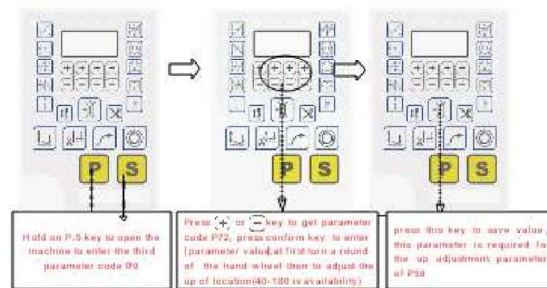 P S
P S
P S
Hold on P.S key to open the
machine to enter the third
parameter code P0
Press + or - key to get parameter
code P72, press confirm key to enter
[parameter value],at first turn a round
of the hand wheel then to adjust the
up of location(40-180 is availability)
press this key to save value,
this parameter is required for
the up adjustment parameter
of P58